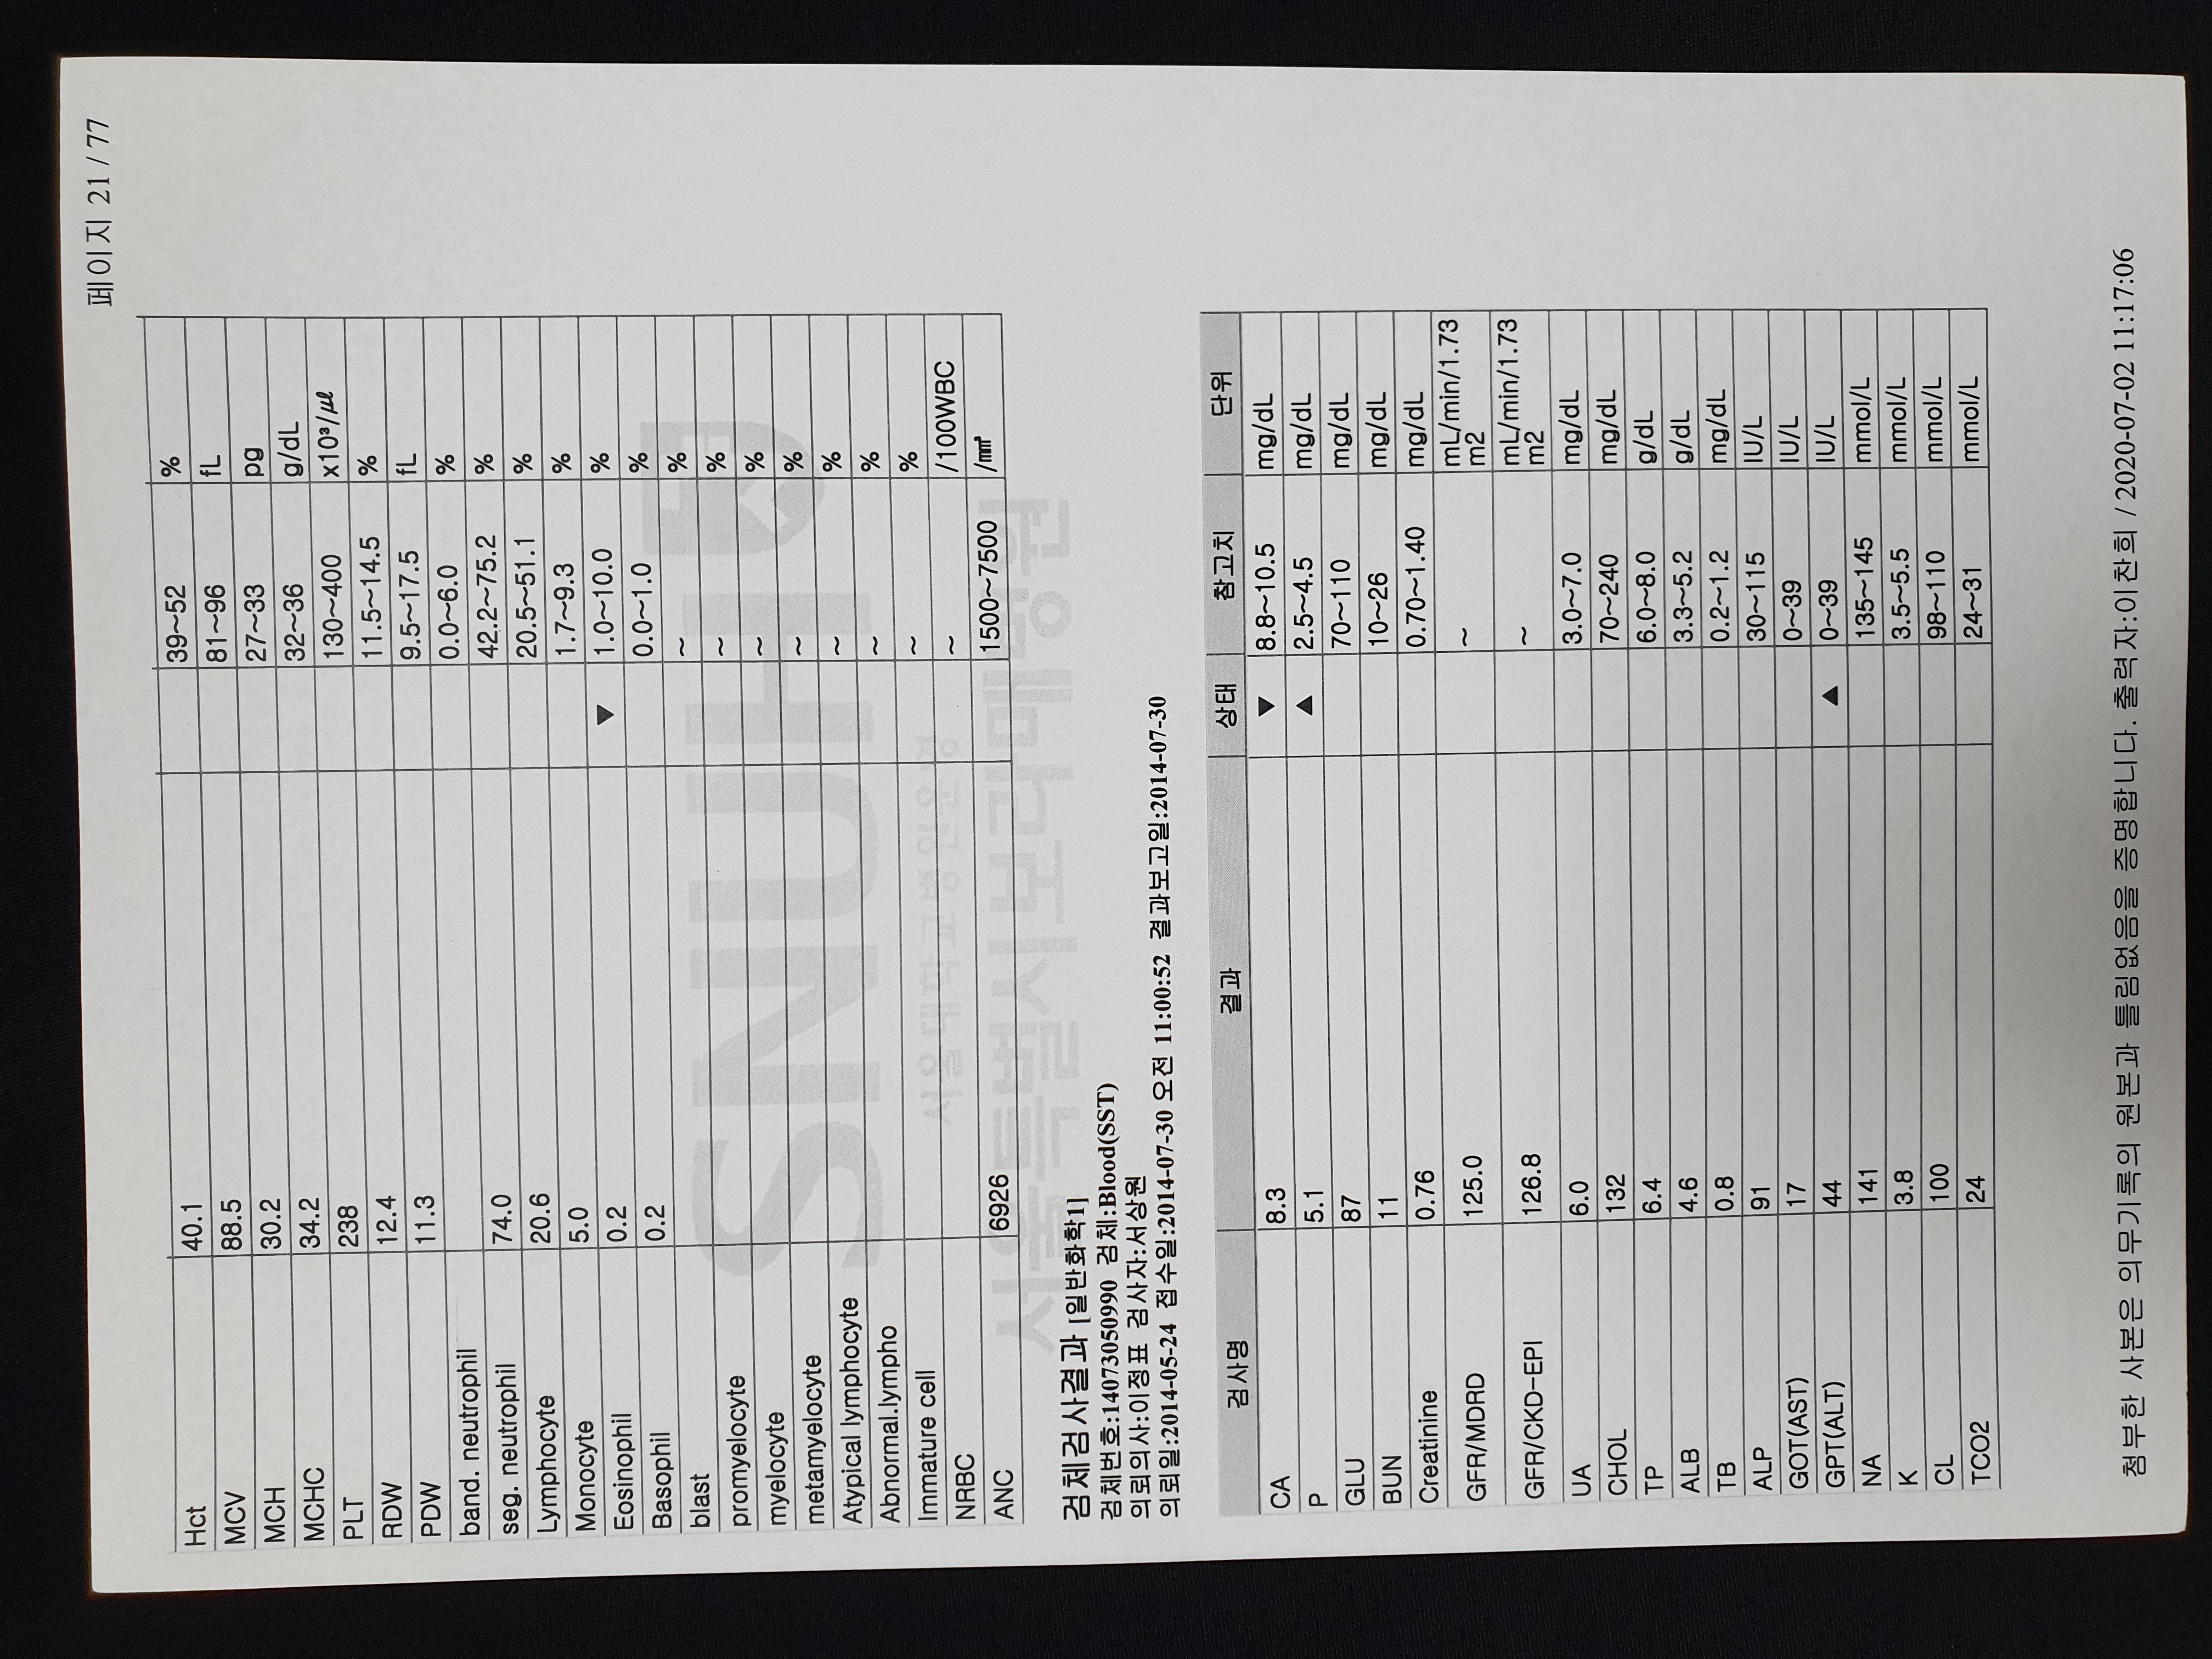 페이지 21 / 77
Hct 40.1 39~52 %
MCV 88.5 81~96 fL
MCH 30.2 27~33 pg
MCHC 34.2 32~36 g/dL
PLT 238 130~400 x10³/㎕
RDW 12.4 11.5~14.5 %
PDW 11.3 9.5~17.5 fL
band. neutrophil 0.0~6.0 %
seg. neutrophil 74.0 42.2~75.2 %
Lymphocyte 20.6 20.5~51.1 %
Monocyte 5.0 1.7~9.3 %
Eosinophil 0.2 ▼ 1.0~10.0 %
Basophil 0.2 0.0~1.0 %
blast ~ %
promyelocyte ~ %
myelocyte ~ %
metamyelocyte ~ %
Atypical lymphocyte ~ %
Abnormal.lympho ~ %
Immature cell ~ %
NRBC ~ /100WBC
ANC 6926 1500~7500 /㎣
SNUH
서울대학교병원운영
서울특별시보라매병원
검체검사결과 [일반화학1]
검체번호:14073050990 검체:Blood(SST)
의뢰의사:이정표 검사자:서상원
의뢰일:2014-05-24 접수일:2014-07-30 오전 11:00:52 결과보고일:2014-07-30
검사명 결과 상태 참고치 단위
CA 8.3 ▼ 8.8~10.5 mg/dL
P 5.1 ▲ 2.5~4.5 mg/dL
GLU 87 70~110 mg/dL
BUN 11 10~26 mg/dL
Creatinine 0.76 0.70~1.40 mg/dL
GFR/MDRD 125.0 ~ mL/min/1.73
m2
GFR/CKD-EPI 126.8 ~ mL/min/1.73
m2
UA 6.0 3.0~7.0 mg/dL
CHOL 132 70~240 mg/dL
TP 6.4 6.0~8.0 g/dL
ALB 4.6 3.3~5.2 g/dL
TB 0.8 0.2~1.2 mg/dL
ALP 91 30~115 IU/L
GOT(AST) 17 0~39 IU/L
GPT(ALT) 44 ▲ 0~39 IU/L
NA 141 135~145 mmol/L
K 3.8 3.5~5.5 mmol/L
CL 100 98~110 mmol/L
TCO2 24 24~31 mmol/L
첨부한 사본은 의무기록의 원본과 틀림없음을 증명합니다. 출력자:이찬희 / 2020-07-02 11:17:06